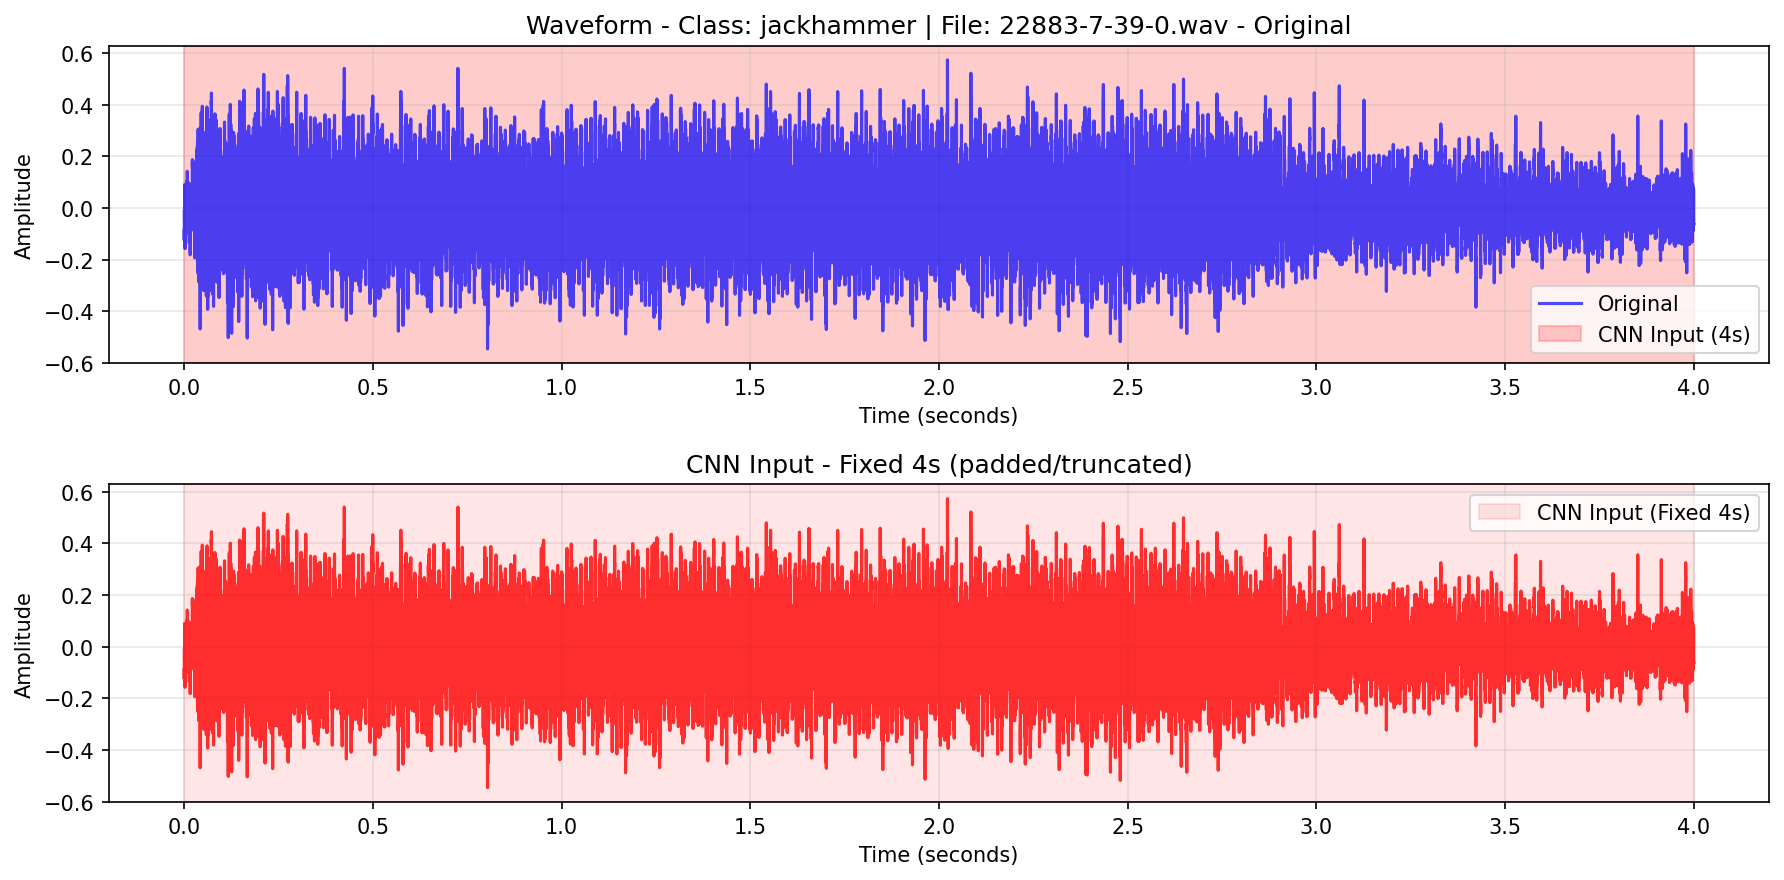 Waveform - Class: jackhammer | File: 22883-7-39-0.wav - Original
Amplitude
0.6
0.4
0.2
0.0
−0.2
−0.4
−0.6
Original
CNN Input (4s)
0.0 0.5 1.0 1.5 2.0 2.5 3.0 3.5 4.0
Time (seconds)
CNN Input - Fixed 4s (padded/truncated)
Amplitude
0.6
0.4
0.2
0.0
−0.2
−0.4
−0.6
CNN Input (Fixed 4s)
0.0 0.5 1.0 1.5 2.0 2.5 3.0 3.5 4.0
Time (seconds)